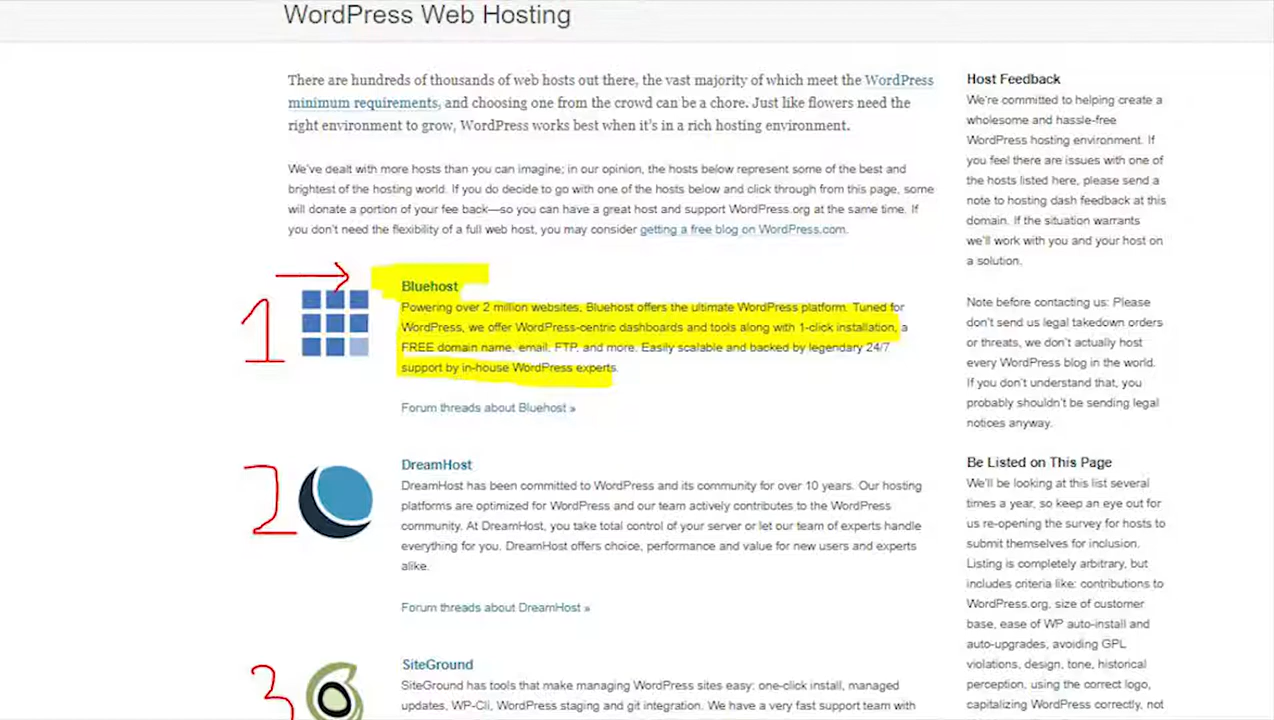 WordPress Web Hosting
There are hundreds of thousands of web hosts out there, the vast majority of which meet the WordPress
minimum requirements, and choosing one from the crowd can be a chore. Just like flowers need the
right environment to grow, WordPress works best when it's in a rich hosting environment.
We've dealt with more hosts than you can imagine; in our opinion, the hosts below represent some of the best and
brightest of the hosting world. If you do decide to go with one of the hosts below and click through from this page, some
will donate a portion of your fee back—so you can have a great host and support WordPress.org at the same time. If
you don't need the flexibility of a full web host, you may consider getting a free blog on WordPress.com.
1
Bluehost
Powering over 2 million websites, Bluehost offers the ultimate WordPress platform. Tuned for
WordPress, we offer WordPress-centric dashboards and tools along with 1-click installation, a
FREE domain name, email, FTP, and more. Easily scalable and backed by legendary 24/7
support by in-house WordPress experts.
Forum threads about Bluehost »
2
DreamHost
DreamHost has been committed to WordPress and its community for over 10 years. Our hosting
platforms are optimized for WordPress and our team actively contributes to the WordPress
community. At DreamHost, you take total control of your server or let our team of experts handle
everything for you. DreamHost offers choice, performance and value for new users and experts
alike.
Forum threads about DreamHost »
3
SiteGround
SiteGround has tools that make managing WordPress sites easy: one-click install, managed
updates, WP-Cli, WordPress staging and git integration. We have a very fast support team with
Host Feedback
We're committed to helping create a
wholesome and hassle-free
WordPress hosting environment. If
you feel there are issues with one of
the hosts listed here, please send a
note to hosting dash feedback at this
domain. If the situation warrants
we'll work with you and your host on
a solution.
Note before contacting us: Please
don't send us legal takedown orders
or threats, we don't actually host
every WordPress blog in the world.
If you don't understand that, you
probably shouldn't be sending legal
notices anyway.
Be Listed on This Page
We'll be looking at this list several
times a year, so keep an eye out for
us re-opening the survey for hosts to
submit themselves for inclusion.
Listing is completely arbitrary, but
includes criteria like: contributions to
WordPress.org, size of customer
base, ease of WP auto-install and
auto-upgrades, avoiding GPL
violations, design, tone, historical
perception, using the correct logo,
capitalizing WordPress correctly, not